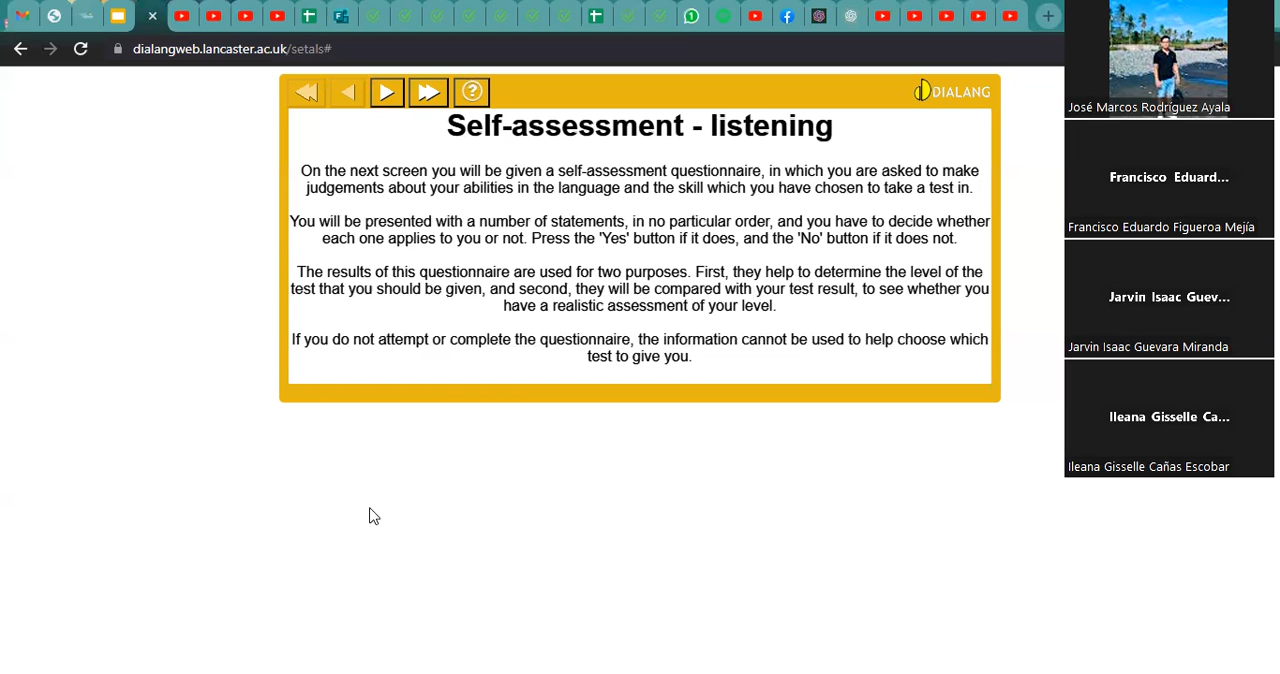 dialangweb.lancaster.ac.uk/setals#
DIALANG
Self-assessment - listening
On the next screen you will be given a self-assessment questionnaire, in which you are asked to make
judgements about your abilities in the language and the skill which you have chosen to take a test in.
You will be presented with a number of statements, in no particular order, and you have to decide whether
each one applies to you or not. Press the 'Yes' button if it does, and the 'No' button if it does not.
The results of this questionnaire are used for two purposes. First, they help to determine the level of the
test that you should be given, and second, they will be compared with your test result, to see whether you
have a realistic assessment of your level.
If you do not attempt or complete the questionnaire, the information cannot be used to help choose which
test to give you.
José Marcos Rodríguez Ayala
Francisco Eduard...
Francisco Eduardo Figueroa Mejía
Jarvin Isaac Guev...
Jarvin Isaac Guevara Miranda
Ileana Gisselle Ca...
Ileana Gisselle Cañas Escobar